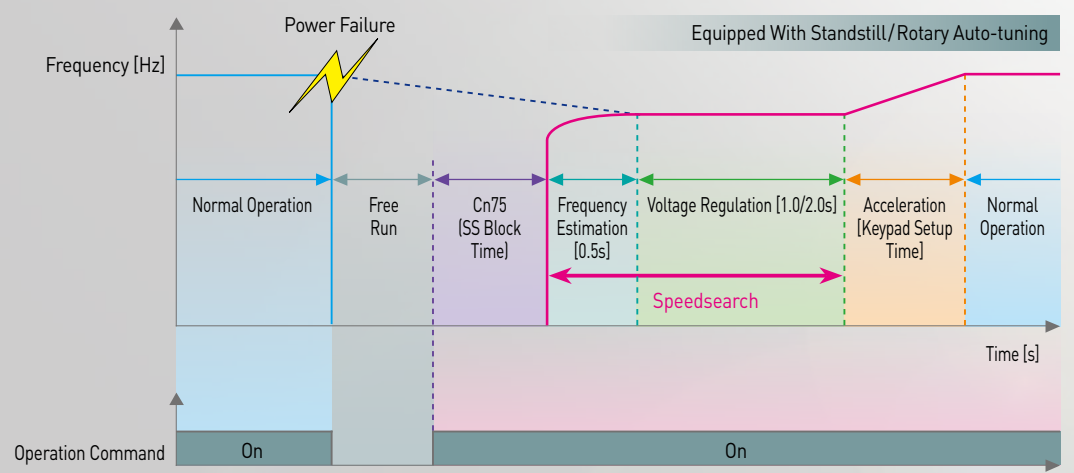 Power Failure
Equipped With Standstill/Rotary Auto-tuning
Frequency [Hz]
Normal Operation
Free
Run
Cn75
(SS Block
Time)
Frequency
Estimation
[0.5s]
Voltage Regulation [1.0/2.0s]
Acceleration
[Keypad Setup
Time]
Normal
Operation
Speedsearch
Time [s]
Operation Command
On
On